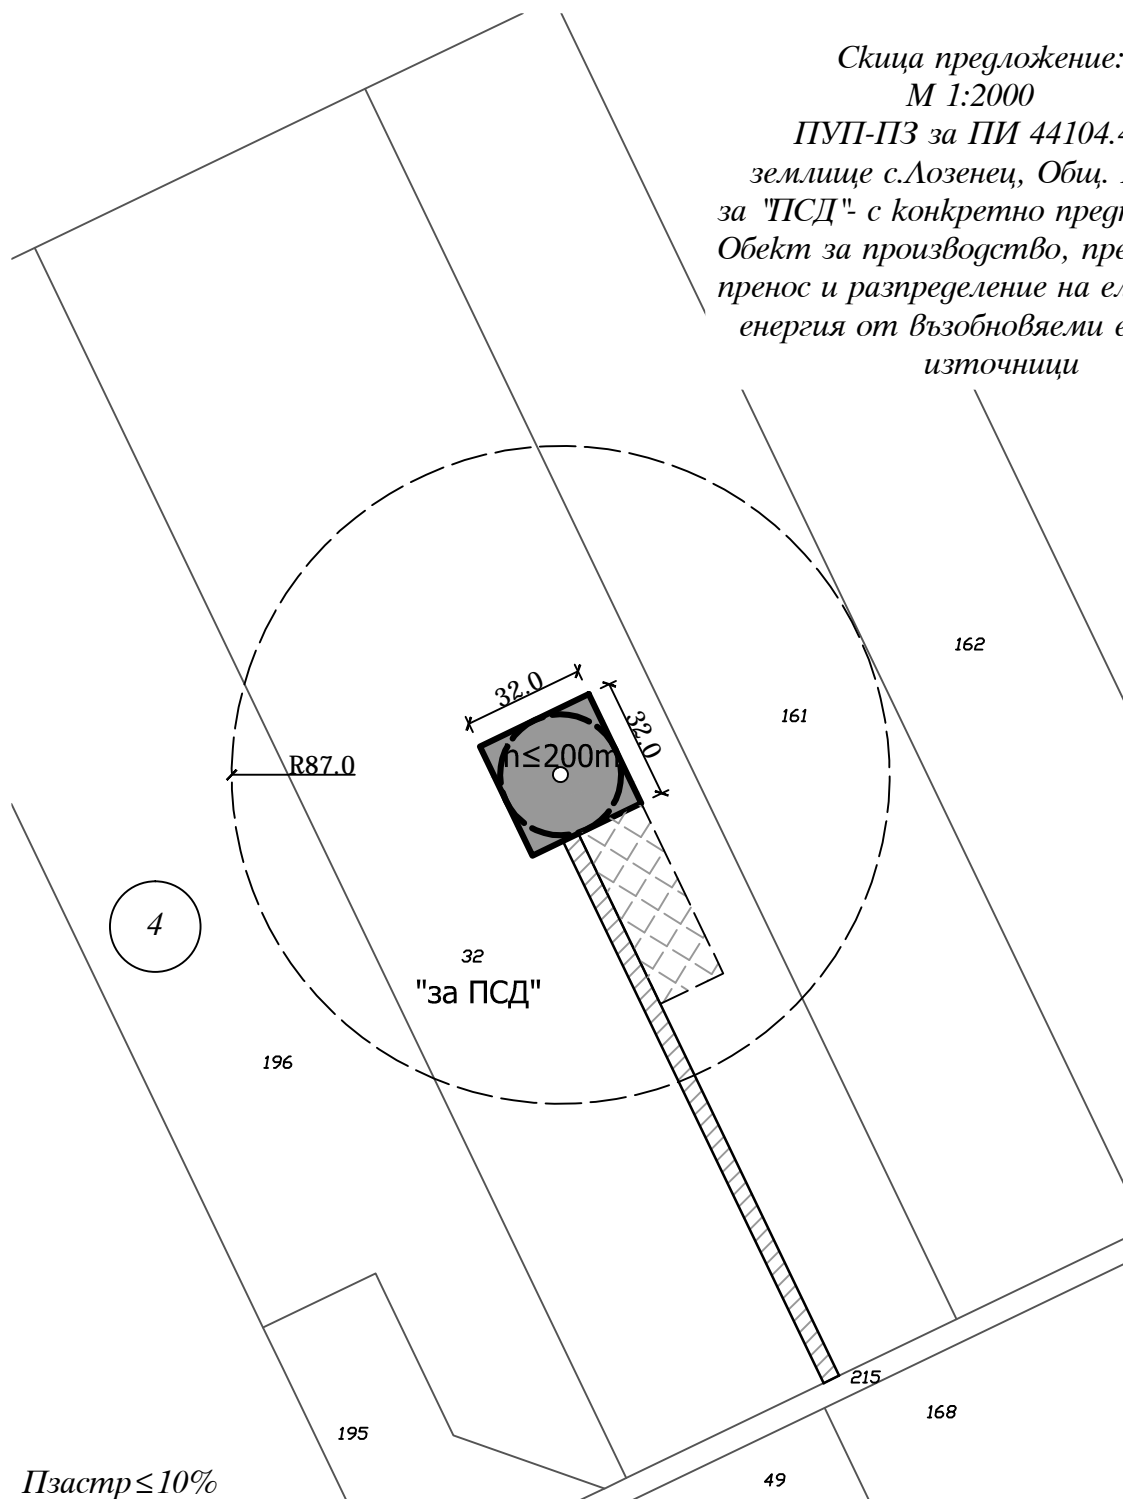 Скица предложение:
М 1:2000
ПУП-ПЗ за ПИ 44104.4
землище с.Лозенец, Общ.
за "ПСД"- с конкретно
Обект за производство,
пренос и разпределение на
енергия от възобновяеми
източници
162
32.0
32.0
161
h≤200m
R87.0
4
32
"за ПСД"
196
215
168
195
49
Пзастр≤10%